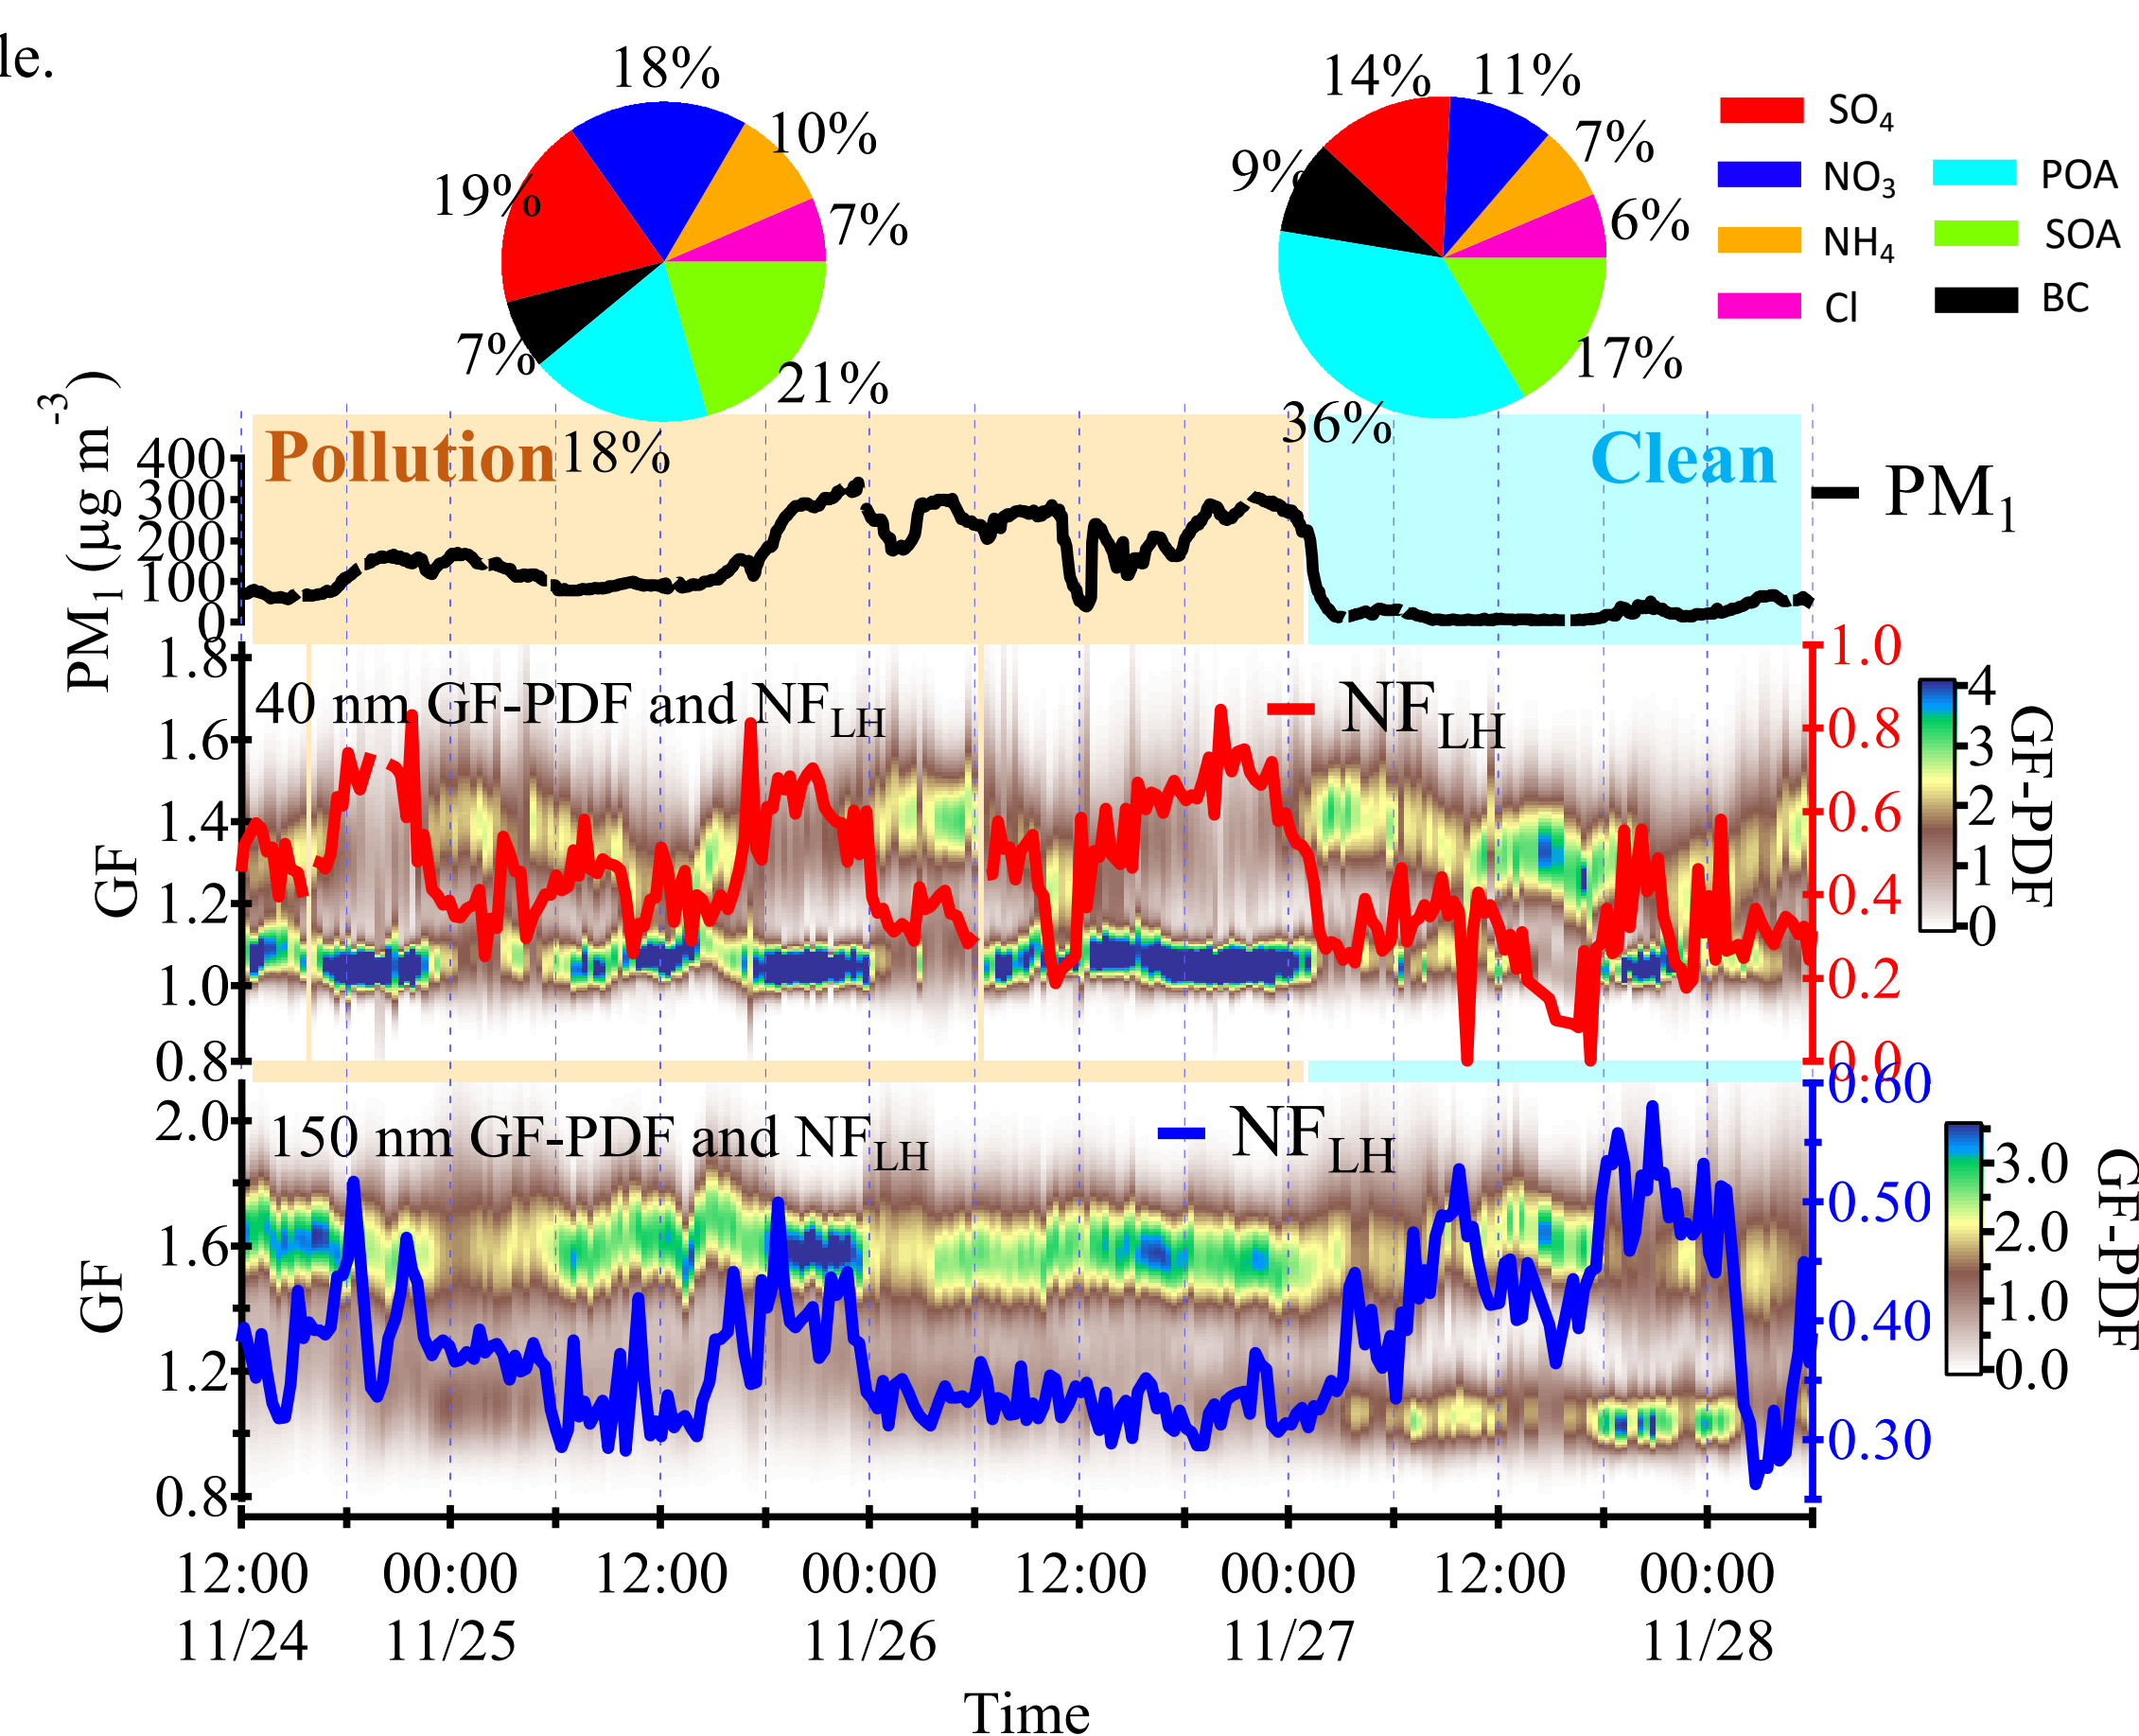 le.
18%
10%
7%
21%
18%
7%
19%
14%
11%
7%
6%
17%
36%
9%
SO4
NO3
NH4
Cl
POA
SOA
BC
Pollution
Clean
PM1
PM1 (µg m-3)
400
300
200
100
0
40 nm GF-PDF and NFLH
NFLH
GF
1.8
1.6
1.4
1.2
1.0
0.8
1.0
0.8
0.6
0.4
0.2
0.0
4
3
2
1
0
GF-PDF
150 nm GF-PDF and NFLH
NFLH
GF
2.0
1.6
1.2
0.8
0.60
0.50
0.40
0.30
3.0
2.0
1.0
0.0
GF-PDF
12:00 00:00 12:00 00:00 12:00 00:00 12:00 00:00
11/24 11/25 11/26 11/27 11/28
Time